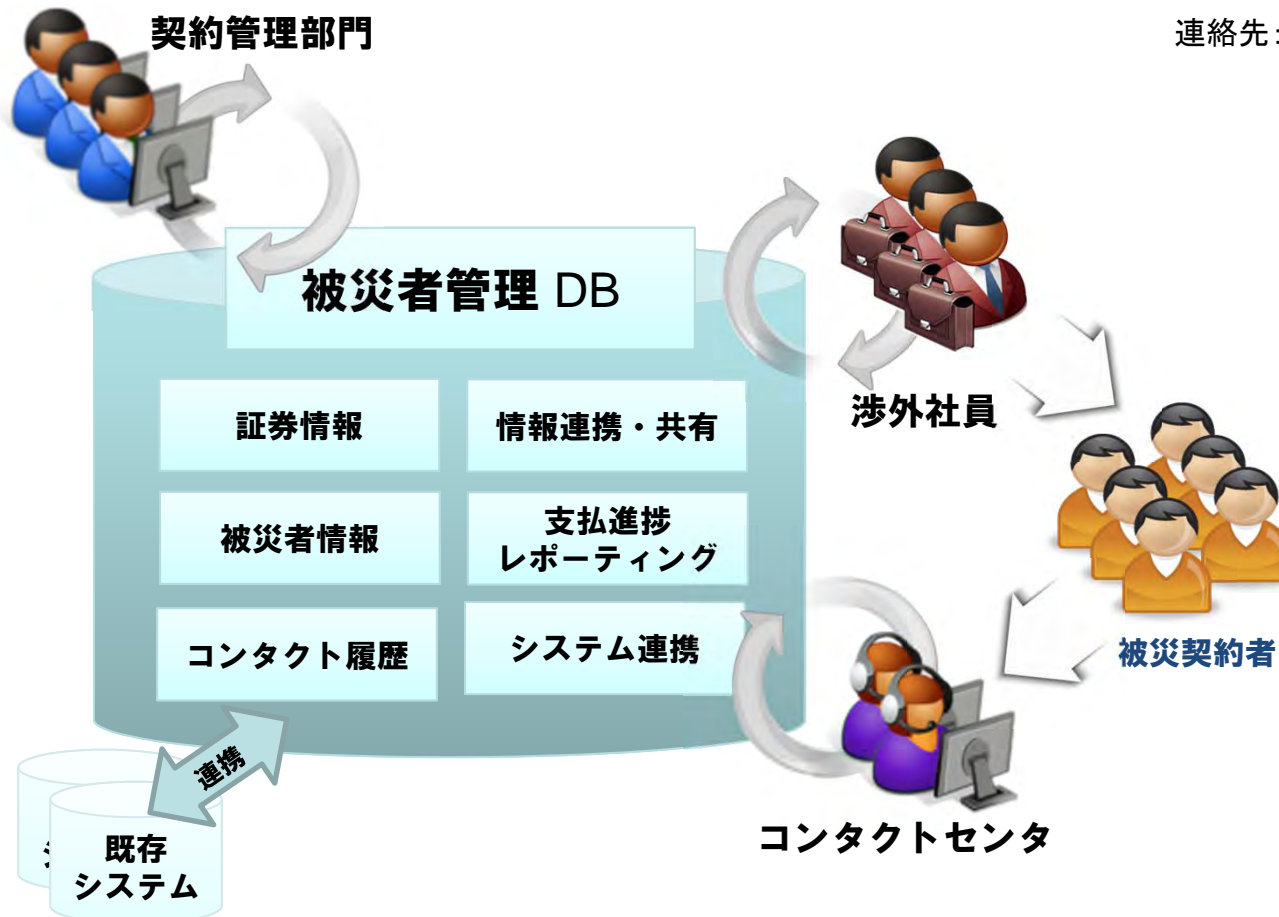 契約管理部門
連絡先:
被災者管理 DB
証券情報
情報連携・共有
被災者情報
支払進捗
レポーティング
コンタクト履歴
システム連携
渉外社員
被災契約者
コンタクトセンタ
連携
既存
システム